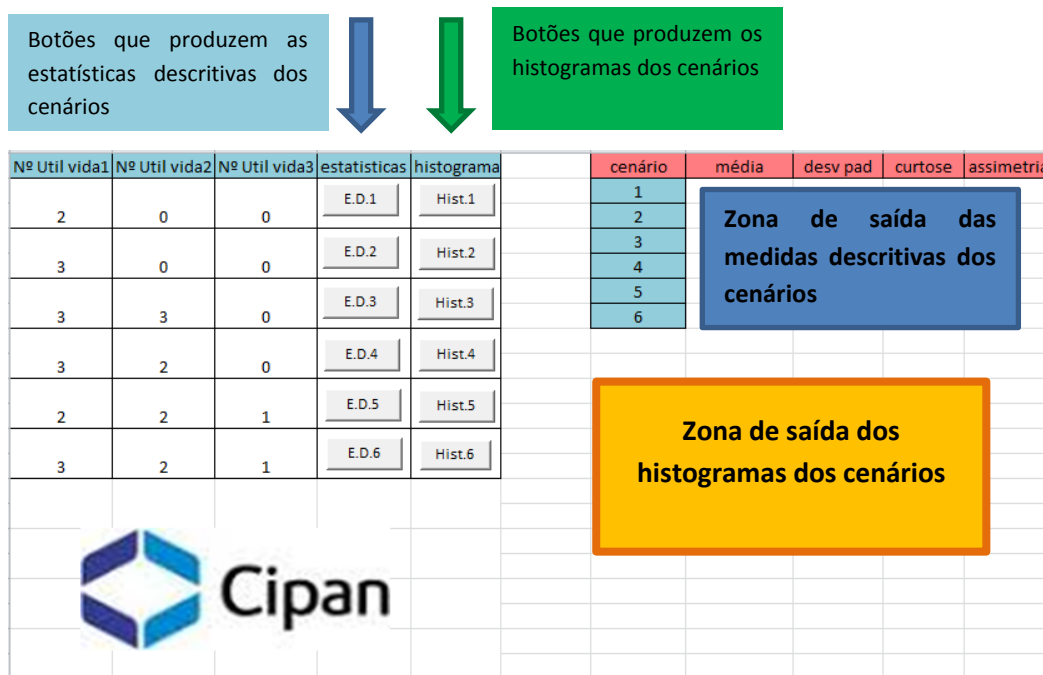 Botões que produzem as
estatísticas descritivas dos
cenários
Botões que produzem os
histogramas dos cenários
Nº Util vida1 Nº Util vida2 Nº Util vida3 estatisticas histograma
2 0 0 E.D.1 Hist.1
3 0 0 E.D.2 Hist.2
3 3 0 E.D.3 Hist.3
3 2 0 E.D.4 Hist.4
2 2 1 E.D.5 Hist.5
3 2 1 E.D.6 Hist.6
cenário média desv pad curtose assimetria
1
2
3
4
5
6
Zona de saída das
medidas descritivas dos
cenários
Zona de saída dos
histogramas dos cenários
Cipan